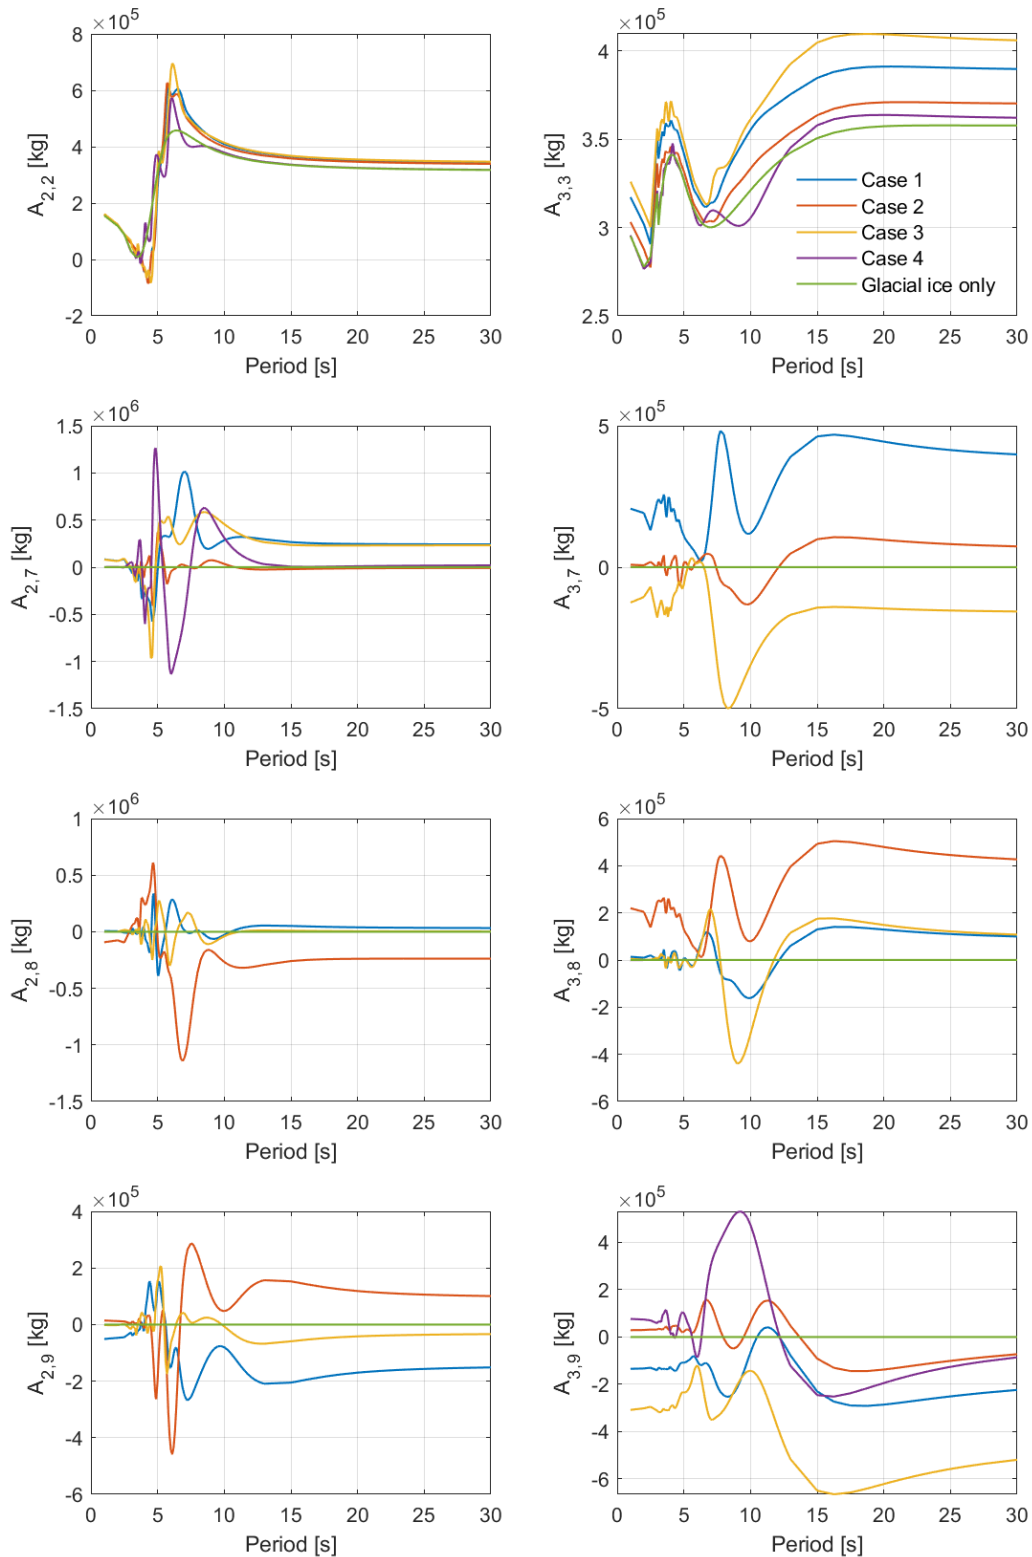 ×10^5
8
6
4
2
0
-2
A_{2,2} [kg]
0 5 10 15 20 25 30
Period [s]
×10^5
4
3.5
3
2.5
A_{3,3} [kg]
Case 1
Case 2
Case 3
Case 4
Glacial ice only
0 5 10 15 20 25 30
Period [s]
×10^6
1.5
1
0.5
0
-0.5
-1
-1.5
A_{2,7} [kg]
0 5 10 15 20 25 30
Period [s]
×10^5
5
0
-5
A_{3,7} [kg]
0 5 10 15 20 25 30
Period [s]
×10^6
1
0.5
0
-0.5
-1
-1.5
A_{2,8} [kg]
0 5 10 15 20 25 30
Period [s]
×10^5
6
4
2
0
-2
-4
-6
A_{3,8} [kg]
0 5 10 15 20 25 30
Period [s]
×10^5
4
2
0
-2
-4
-6
A_{2,9} [kg]
0 5 10 15 20 25 30
Period [s]
×10^5
4
2
0
-2
-4
-6
A_{3,9} [kg]
0 5 10 15 20 25 30
Period [s]